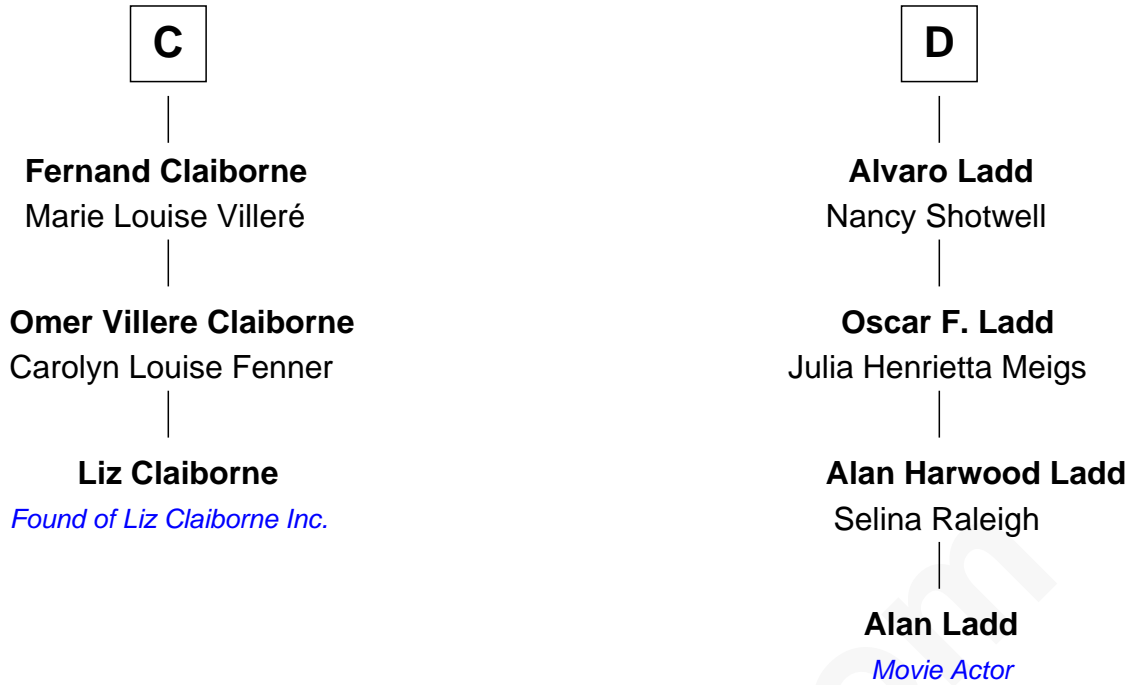 C
Fernand Claiborne
Marie Louise Villeré
Omer Villere Claiborne
Carolyn Louise Fenner
Liz Claiborne
Found of Liz Claiborne Inc.
D
Alvaro Ladd
Nancy Shotwell
Oscar F. Ladd
Julia Henrietta Meigs
Alan Harwood Ladd
Selina Raleigh
Alan Ladd
Movie Actor
om